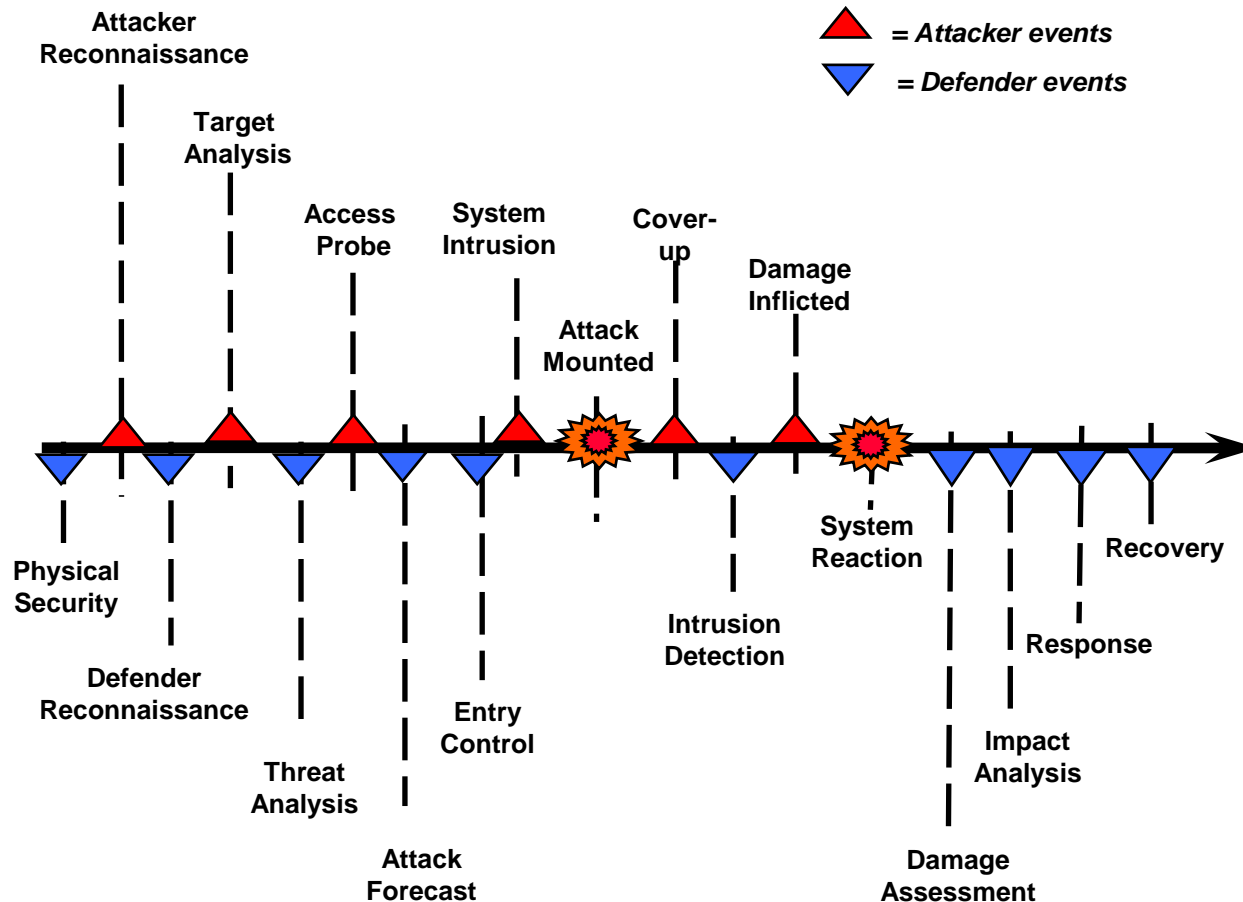 Attacker
Reconnaissance
= Attacker events
= Defender events
Target
Analysis
Access
Probe
System
Intrusion
Cover-
up
Damage
Inflicted
Attack
Mounted
Physical
Security
Defender
Reconnaissance
Threat
Analysis
Attack
Forecast
Entry
Control
Intrusion
Detection
System
Reaction
Damage
Assessment
Impact
Analysis
Response
Recovery